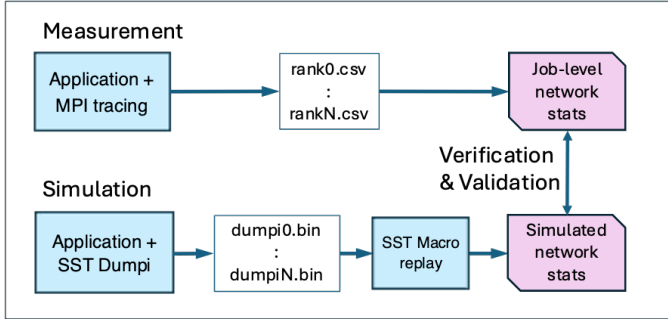 Measurement
Application +
MPI tracing
rank0.csv
:
rankN.csv
Job-level
network
stats
Verification
& Validation
Simulation
Application +
SST Dumpi
dumpi0.bin
:
dumpiN.bin
SST Macro
replay
Simulated
network
stats